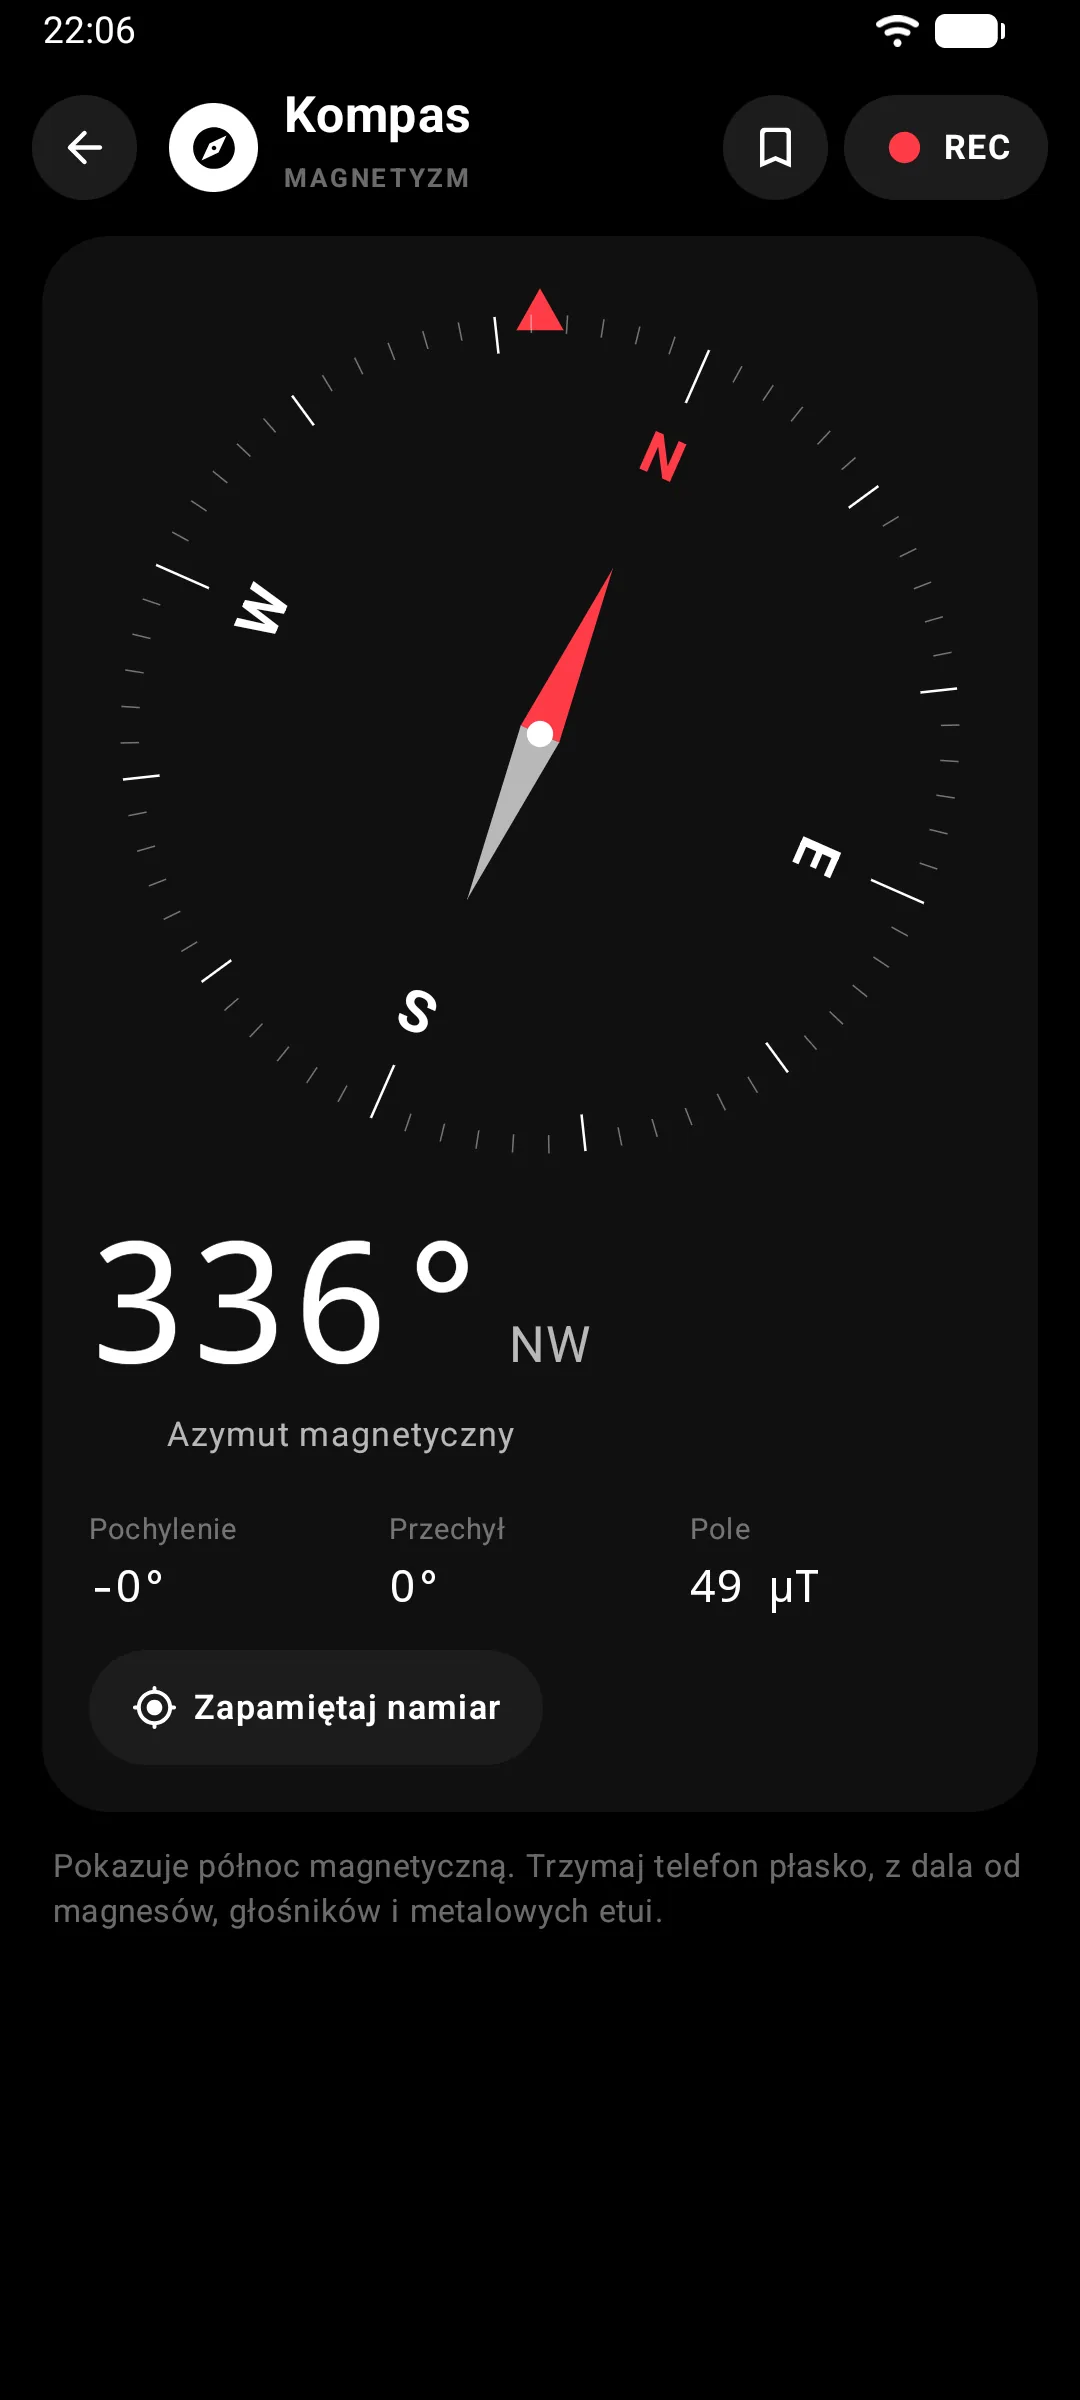 22:06
Kompas
MAGNETYZM
REC
N
W
E
S
336° NW
Azymut magnetyczny
Pochylenie Przechył Pole
-0° 0° 49 µT
Zapamiętaj namiar
Pokazuje północ magnetyczną. Trzymaj telefon płasko, z dala od
magnesów, głośników i metalowych etui.